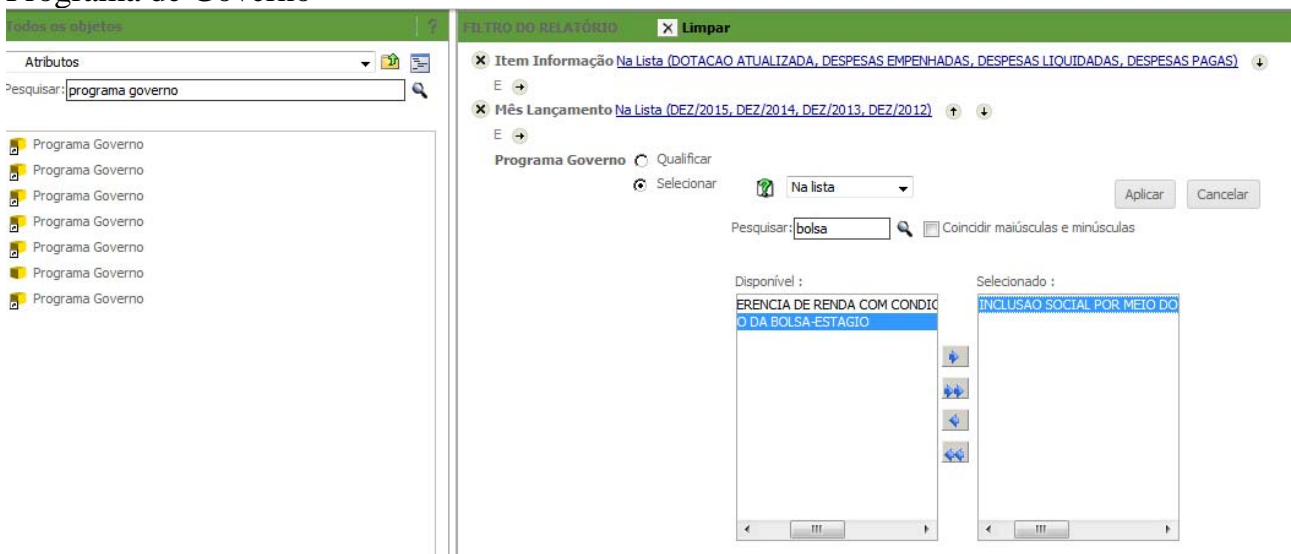 Programa de Governo
Todos os objetos ?
Atributos
Pesquisar: programa governo
Programa Governo
Programa Governo
Programa Governo
Programa Governo
Programa Governo
Programa Governo
Programa Governo
FILTRO DO RELATÓRIO X Limpar
Item Informação Na Lista (DOTACAO ATUALIZADA, DESPESAS EMPENHADAS, DESPESAS LIQUIDADAS, DESPESAS PAGAS)
E
Mês Lançamento Na Lista (DEZ/2015, DEZ/2014, DEZ/2013, DEZ/2012)
E
Programa Governo Qualificar
Selecionar Na lista Aplicar Cancelar
Pesquisar: bolsa Coincidir maiúsculas e minúsculas
Disponível : Selecionado :
ERENCIA DE RENDA COM CONDIC INCLUSAO SOCIAL POR MEIO DO
O DA BOLSA-ESTAGIO